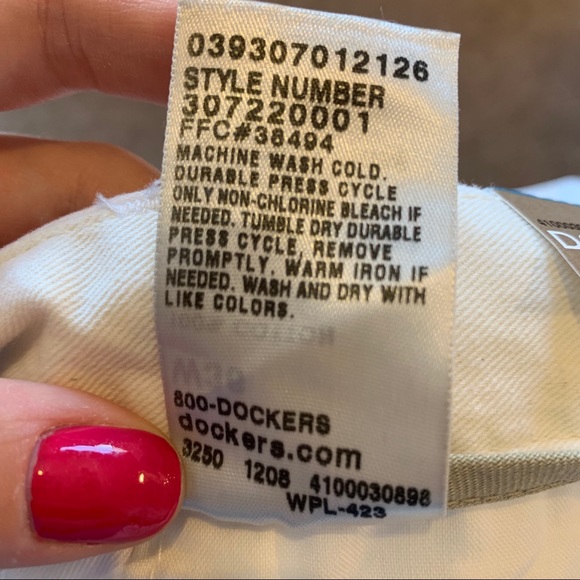 039307012126
STYLE NUMBER
307220001
FFC#38494
MACHINE WASH COLD.
DURABLE PRESS CYCLE
ONLY NON-CHLORINE BLEACH IF
NEEDED. TUMBLE DRY DURABLE
PRESS CYCLE. REMOVE
PROMPTLY. WARM IRON IF
NEEDED. WASH AND DRY WITH
LIKE COLORS.
800-DOCKERS
dockers.com
3250 1208 4100030898
WPL-423